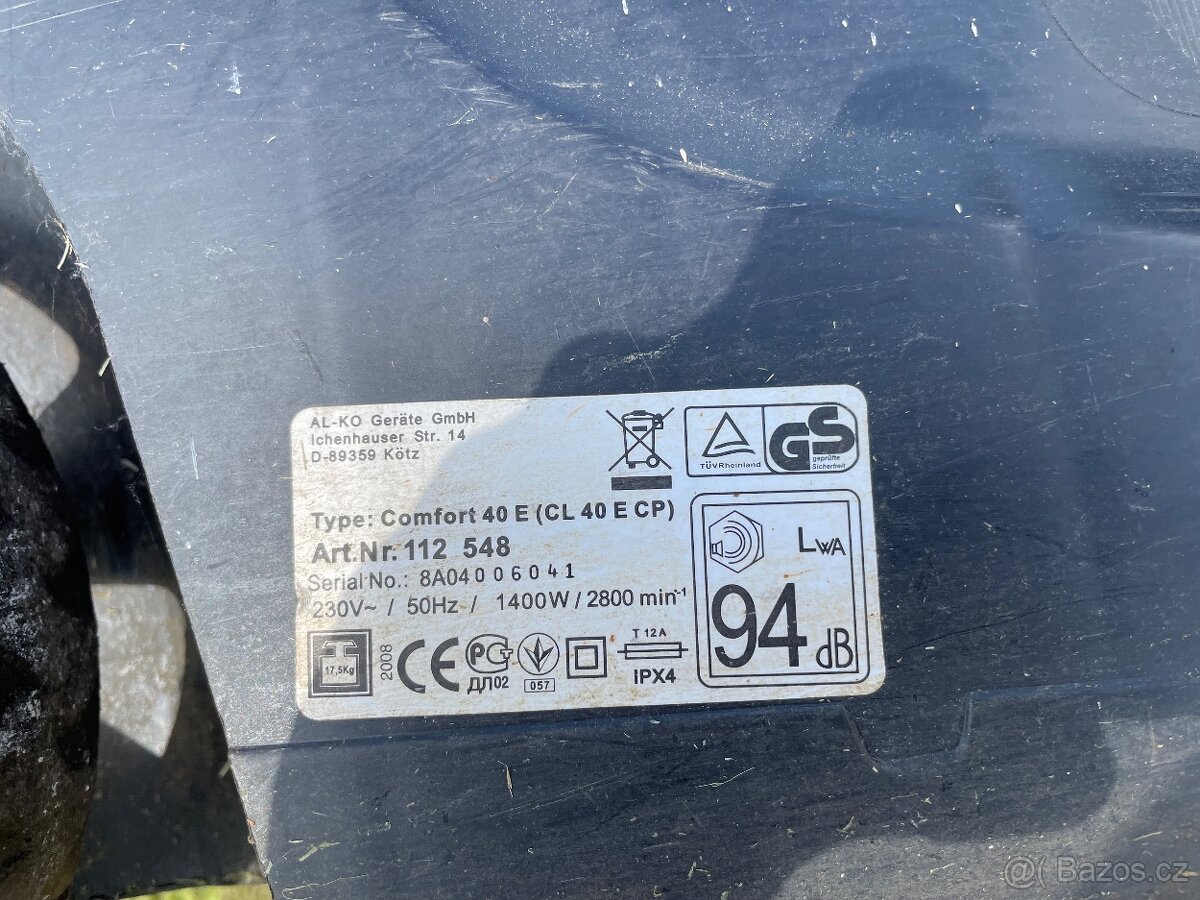 AL-KO Geräte GmbH
Ichenhauser Str. 14
D-89359 Kötz
TÜVRheinland
GS
geprüfte
Sicherheit
Type: Comfort 40 E (CL 40 E CP)
Art.Nr. 112 548
Serial No.: 8A04006041
230V~ / 50Hz / 1400W / 2800 min-¹
LWA
94 dB
17,5Kg
2008
CE
РСТ
ДЛ02
057
T 12A
IPX4
@( Bazos.cz